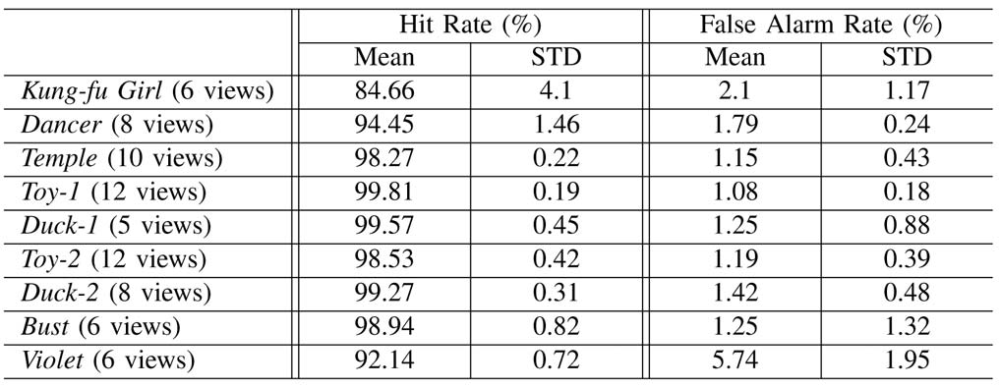 Hit Rate (%) False Alarm Rate (%)
Mean STD Mean STD
Kung-fu Girl (6 views) 84.66 4.1 2.1 1.17
Dancer (8 views) 94.45 1.46 1.79 0.24
Temple (10 views) 98.27 0.22 1.15 0.43
Toy-1 (12 views) 99.81 0.19 1.08 0.18
Duck-1 (5 views) 99.57 0.45 1.25 0.88
Toy-2 (12 views) 98.53 0.42 1.19 0.39
Duck-2 (8 views) 99.27 0.31 1.42 0.48
Bust (6 views) 98.94 0.82 1.25 1.32
Violet (6 views) 92.14 0.72 5.74 1.95